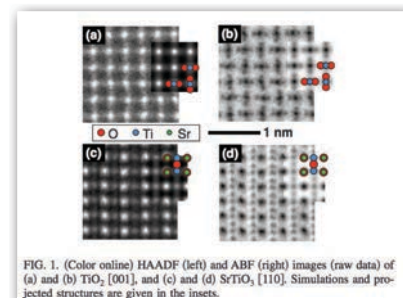 (a)
(b)
O Ti Sr
1 nm
(c)
(d)
FIG. 1. (Color online) HAADF (left) and ABF (right) images (raw data) of
(a) and (b) TiO₂ [001], and (c) and (d) SrTiO₃ [110]. Simulations and pro-
jected structures are given in the insets.